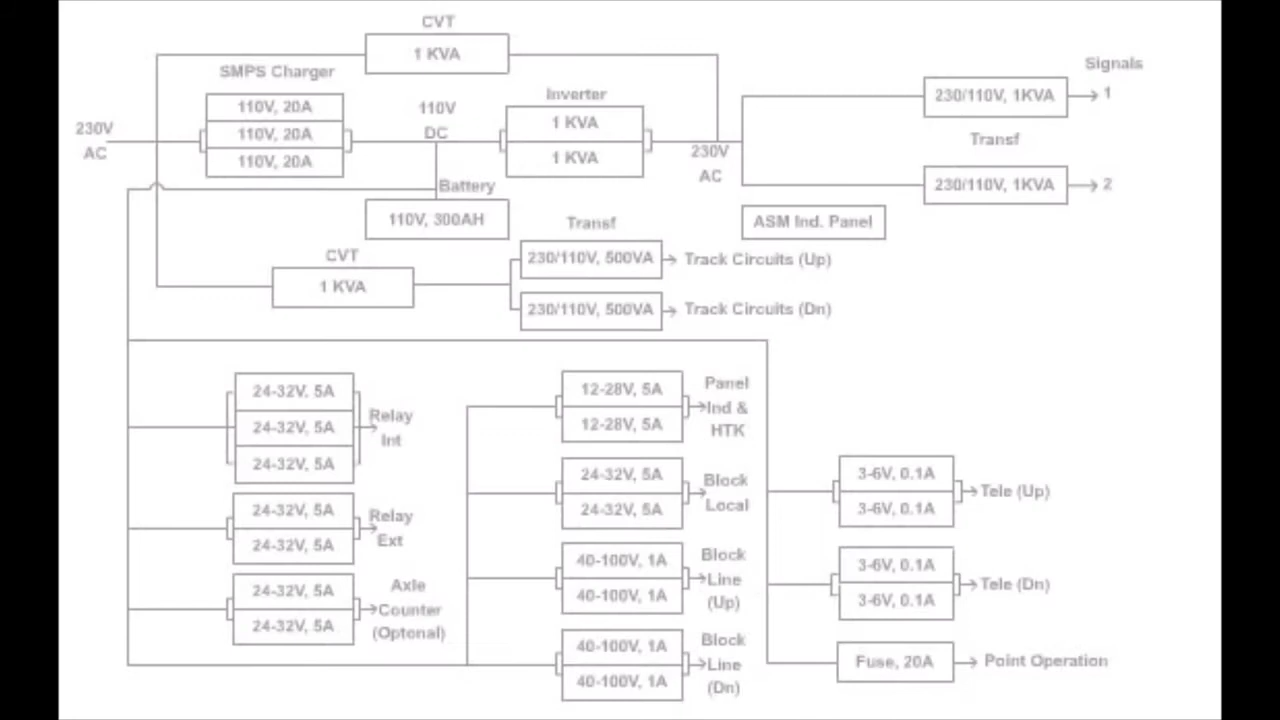 CVT
1 KVA
SMPS Charger
110V, 20A
110V, 20A
110V, 20A
230V
AC
110V
DC
Inverter
1 KVA
1 KVA
230V
AC
Signals
230/110V, 1KVA
1
Transf
230/110V, 1KVA
2
Battery
110V, 300AH
ASM Ind. Panel
Transf
CVT
1 KVA
230/110V, 500VA
Track Circuits (Up)
230/110V, 500VA
Track Circuits (Dn)
24-32V, 5A
24-32V, 5A
24-32V, 5A
Relay
Int
24-32V, 5A
24-32V, 5A
Relay
Ext
24-32V, 5A
24-32V, 5A
Axle
Counter
(Optonal)
12-28V, 5A
12-28V, 5A
Panel
Ind &
HTK
24-32V, 5A
24-32V, 5A
Block
Local
40-100V, 1A
40-100V, 1A
Block
Line
(Up)
40-100V, 1A
40-100V, 1A
Block
Line
(Dn)
3-6V, 0.1A
3-6V, 0.1A
Tele (Up)
3-6V, 0.1A
3-6V, 0.1A
Tele (Dn)
Fuse, 20A
Point Operation